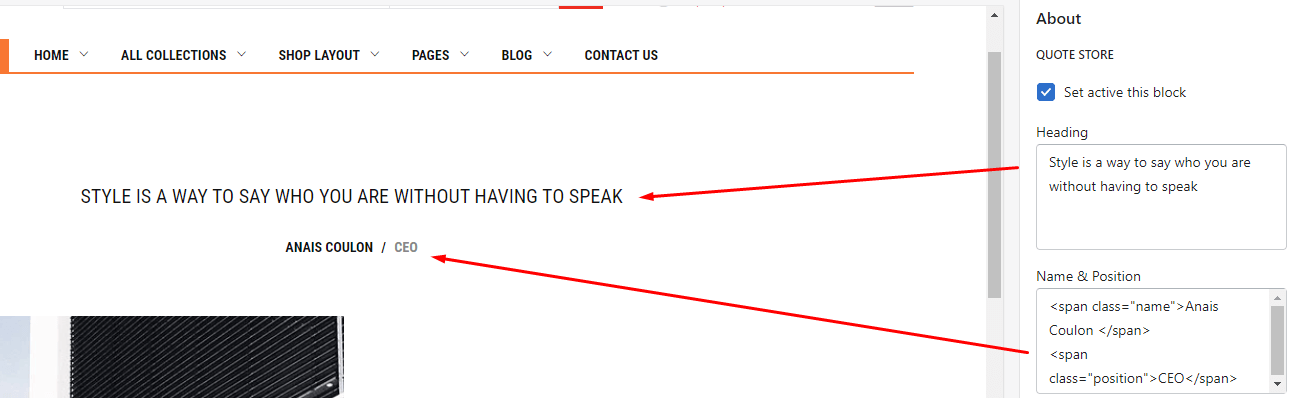 HOME ALL COLLECTIONS SHOP LAYOUT PAGES BLOG CONTACT US
STYLE IS A WAY TO SAY WHO YOU ARE WITHOUT HAVING TO SPEAK
ANAIS COULON / CEO
About
QUOTE STORE
Set active this block
Heading
Style is a way to say who you are
without having to speak
Name & Position
<span class="name">Anais
Coulon </span>
<span
class="position">CEO</span>